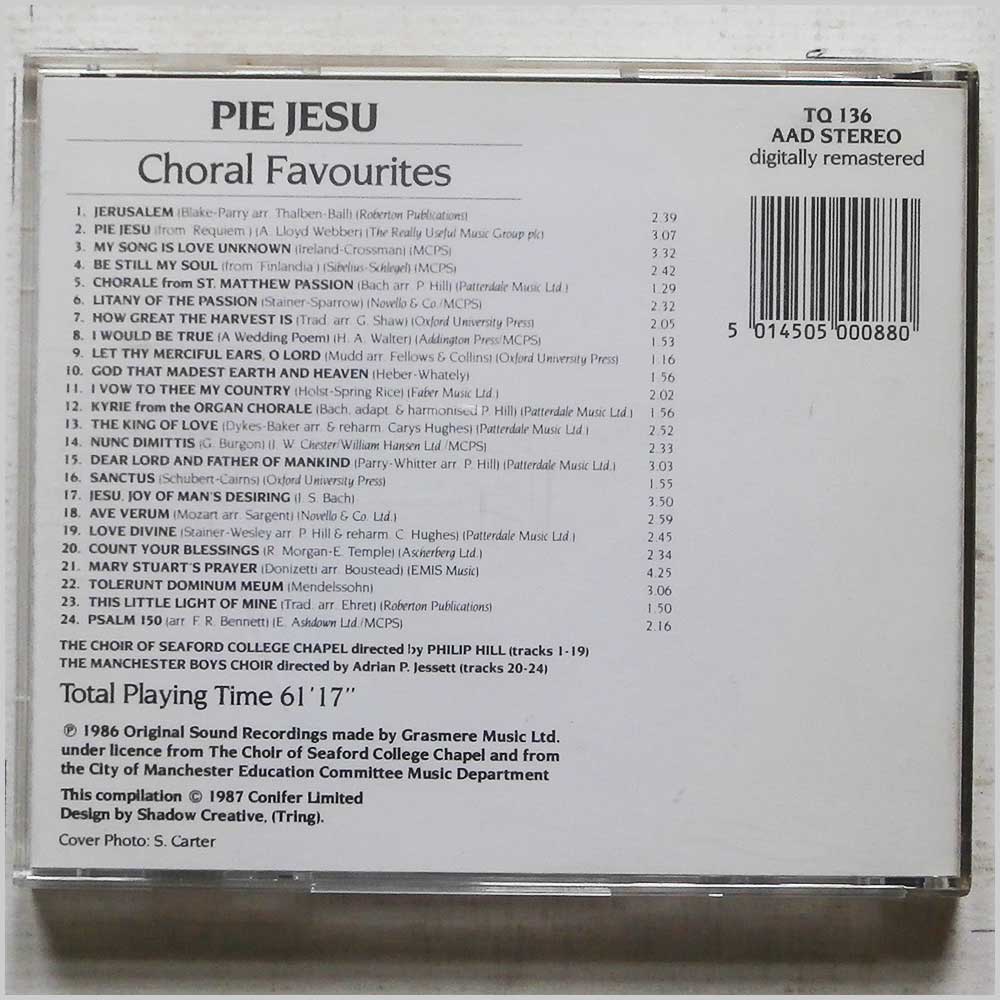 PIE JESU
Choral Favourites
TQ 136
AAD STEREO
digitally remastered
1. JERUSALEM (Blake-Parry arr. Thalben-Ball) (Roberton Publications) 2.39
2. PIE JESU (from Requiem) (A. Lloyd Webber) (The Really Useful Music Group plc) 3.07
3. MY SONG IS LOVE UNKNOWN (Ireland-Crossman) (MCPS) 3.32
4. BE STILL MY SOUL (from 'Finlandia') (Sibelius-Schlegel) (MCPS) 2.42
5. CHORALE from ST. MATTHEW PASSION (Bach arr. P. Hill) (Patterdale Music Ltd.) 1.29
6. LITANY OF THE PASSION (Stainer-Sparrow) (Novello & Co./MCPS) 2.32
7. HOW GREAT THE HARVEST IS (Trad. arr. G. Shaw) (Oxford University Press) 2.05
8. I WOULD BE TRUE (A Wedding Poem) (H. A. Walter) (Addington Press/MCPS) 1.53
9. LET THY MERCIFUL EARS, O LORD (Mudd arr. Fellows & Collins) (Oxford University Press) 1.16
10. GOD THAT MADEST EARTH AND HEAVEN (Heber-Whately) 1.56
11. I VOW TO THEE MY COUNTRY (Holst-Spring Rice) (Faber Music Ltd.) 2.02
12. KYRIE from the ORGAN CHORALE (Bach, adapt. & harmonised P. Hill) (Patterdale Music Ltd.) 1.56
13. THE KING OF LOVE (Dykes-Baker arr. & reharm. Carys Hughes) (Patterdale Music Ltd.) 2.52
14. NUNC DIMITTIS (G. Burgon) (J. W. Chester/William Hansen Ltd./MCPS) 2.33
15. DEAR LORD AND FATHER OF MANKIND (Parry-Whitter arr. P. Hill) (Patterdale Music Ltd.) 3.03
16. SANCTUS (Schubert-Cairns) (Oxford University Press) 1.55
17. JESU, JOY OF MAN'S DESIRING (J. S. Bach) 3.50
18. AVE VERUM (Mozart arr. Sargent) (Novello & Co. Ltd.) 2.59
19. LOVE DIVINE (Stainer-Wesley arr. P. Hill & reharm. C. Hughes) (Patterdale Music Ltd.) 2.45
20. COUNT YOUR BLESSINGS (R. Morgan-E. Temple) (Ascherberg Ltd.) 2.34
21. MARY STUART'S PRAYER (Donizetti arr. Boustead) (EMIS Music) 4.25
22. TOLERUNT DOMINUM MEUM (Mendelssohn) 3.06
23. THIS LITTLE LIGHT OF MINE (Trad. arr. Ehret) (Roberton Publications) 1.50
24. PSALM 150 (arr. F. R. Bennett) (E. Ashdown Ltd./MCPS) 2.16
5 014505 000880
THE CHOIR OF SEAFORD COLLEGE CHAPEL directed by PHILIP HILL (tracks 1-19)
THE MANCHESTER BOYS CHOIR directed by Adrian P. Jessett (tracks 20-24)
Total Playing Time 61'17"
℗ 1986 Original Sound Recordings made by Grasmere Music Ltd.
under licence from The Choir of Seaford College Chapel and from
the City of Manchester Education Committee Music Department
This compilation © 1987 Conifer Limited
Design by Shadow Creative, (Tring).
Cover Photo: S. Carter